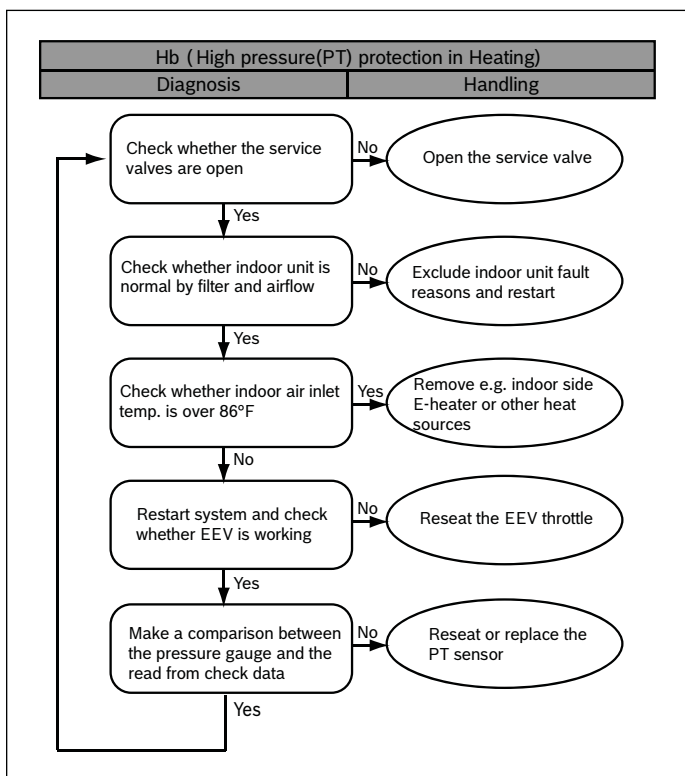 Hb ( High pressure(PT) protection in Heating)
Diagnosis
Handling
Check whether the service
valves are open
No
Open the service valve
Yes
Check whether indoor unit is
normal by filter and airflow
No
Exclude indoor unit fault
reasons and restart
Yes
Check whether indoor air inlet
temp. is over 86°F
Yes
Remove e.g. indoor side
E-heater or other heat
sources
No
Restart system and check
whether EEV is working
No
Reseat the EEV throttle
Yes
Make a comparison between
the pressure gauge and the
read from check data
No
Reseat or replace the
PT sensor
Yes